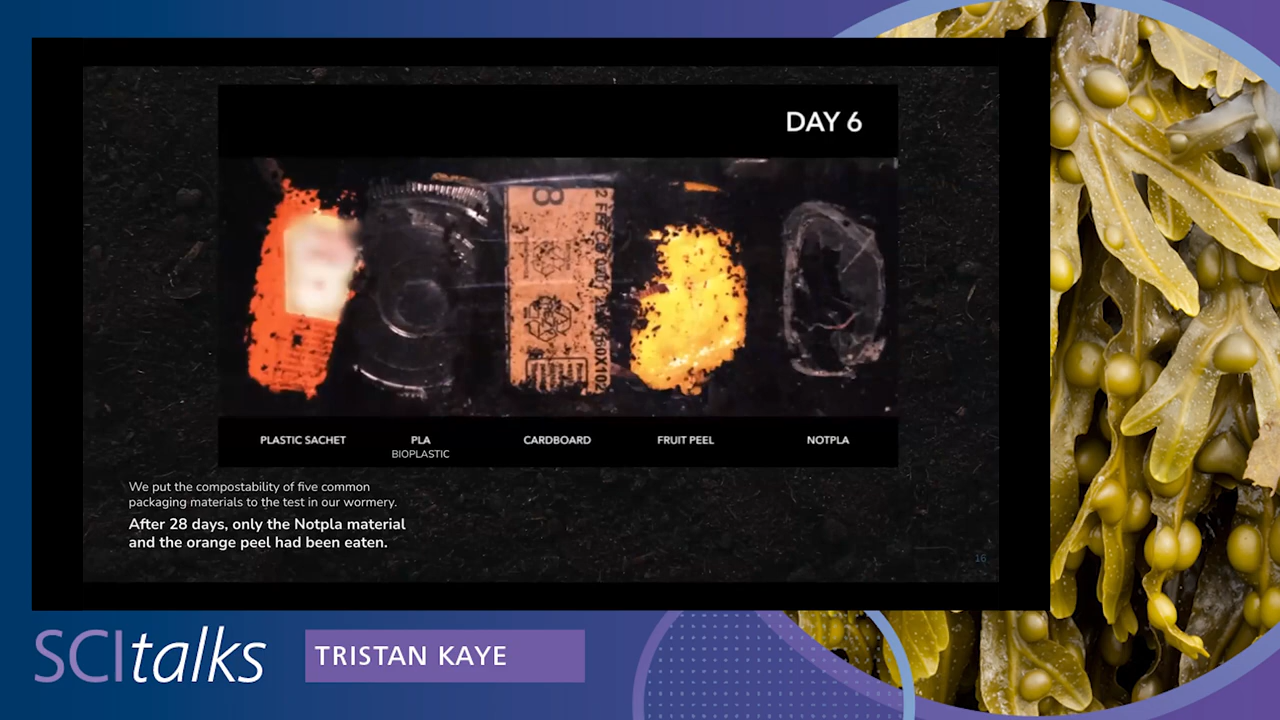 DAY 6
8
PLASTIC SACHET
PLA
BIOPLASTIC
CARDBOARD
FRUIT PEEL
NOTPLA
We put the compostability of five common
packaging materials to the test in our wormery.
After 28 days, only the Notpla material
and the orange peel had been eaten.
16
SCItalks
TRISTAN KAYE